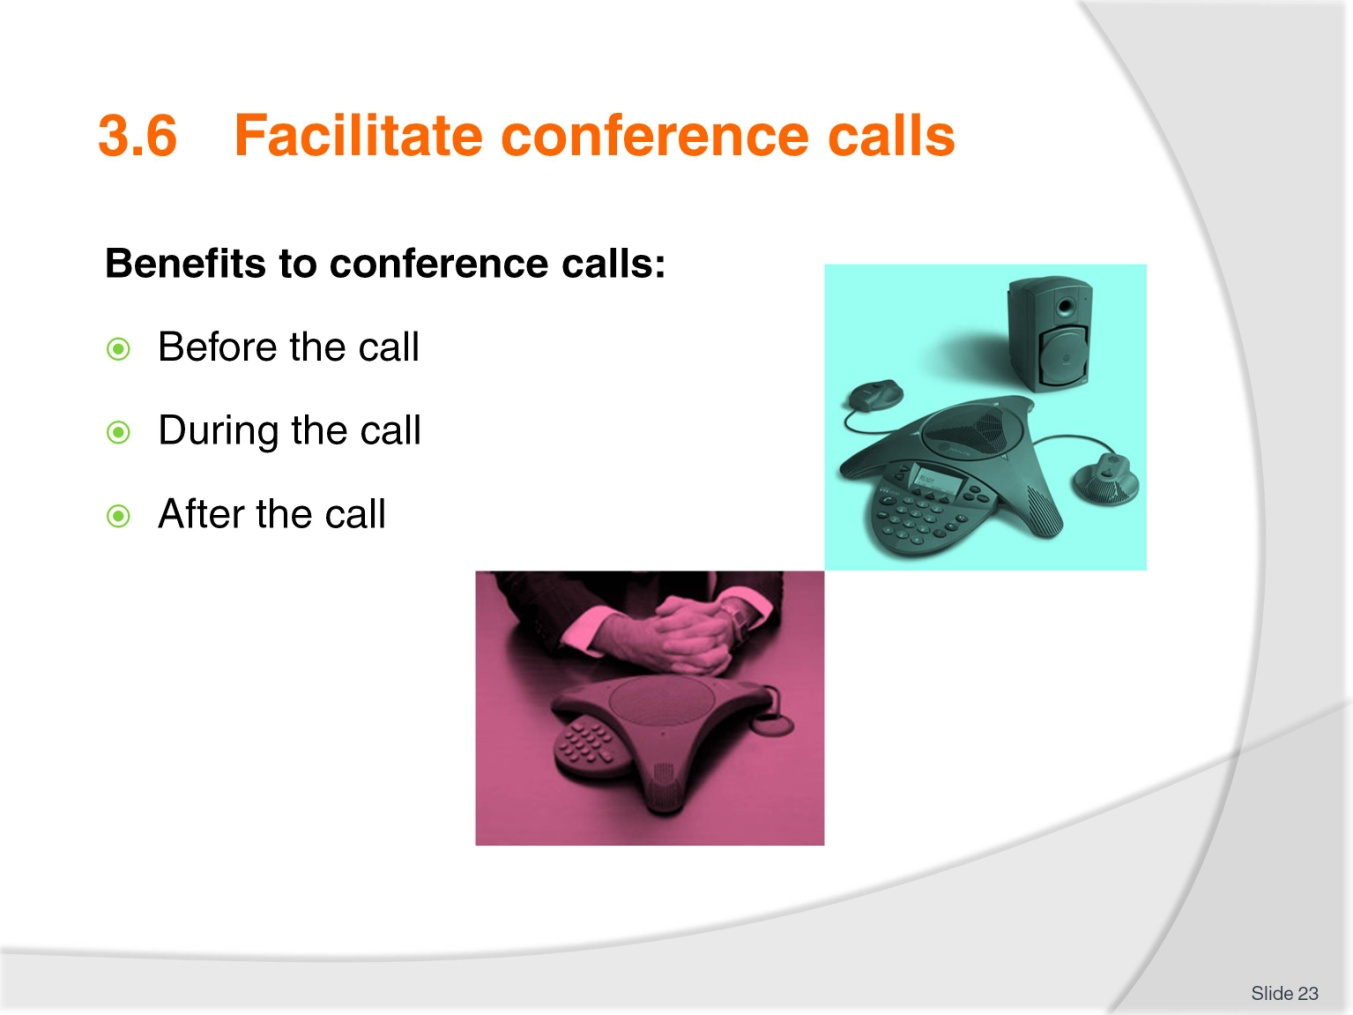 3.6 Facilitate conference calls
Benefits to conference calls:
Before the call
During the call
After the call
Slide 23